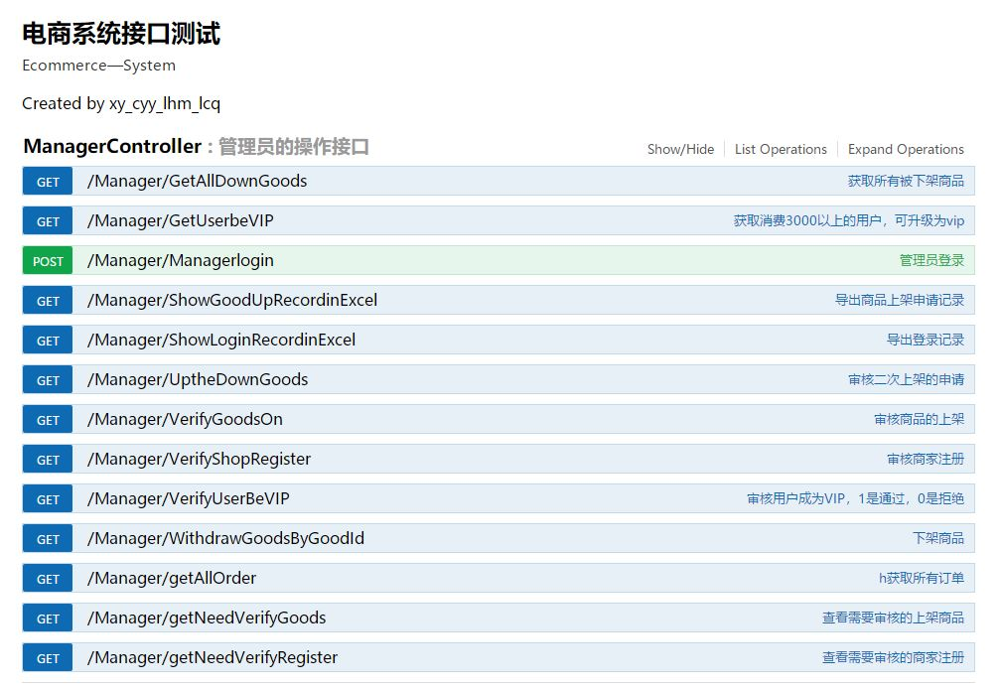 电商系统接口测试
Ecommerce—System
Created by xy_cyy_lhm_lcq
ManagerController : 管理员的操作接口 Show/Hide List Operations Expand Operations
GET /Manager/GetAllDownGoods 获取所有被下架商品
GET /Manager/GetUserbeVIP 获取消费3000以上的用户，可升级为vip
POST /Manager/Managerlogin 管理员登录
GET /Manager/ShowGoodUpRecordinExcel 导出商品上架申请记录
GET /Manager/ShowLoginRecordinExcel 导出登录记录
GET /Manager/UptheDownGoods 审核二次上架的申请
GET /Manager/VerifyGoodsOn 审核商品的上架
GET /Manager/VerifyShopRegister 审核商家注册
GET /Manager/VerifyUserBeVIP 审核用户成为VIP，1是通过，0是拒绝
GET /Manager/WithdrawGoodsByGoodId 下架商品
GET /Manager/getAllOrder h获取所有订单
GET /Manager/getNeedVerifyGoods 查看需要审核的上架商品
GET /Manager/getNeedVerifyRegister 查看需要审核的商家注册